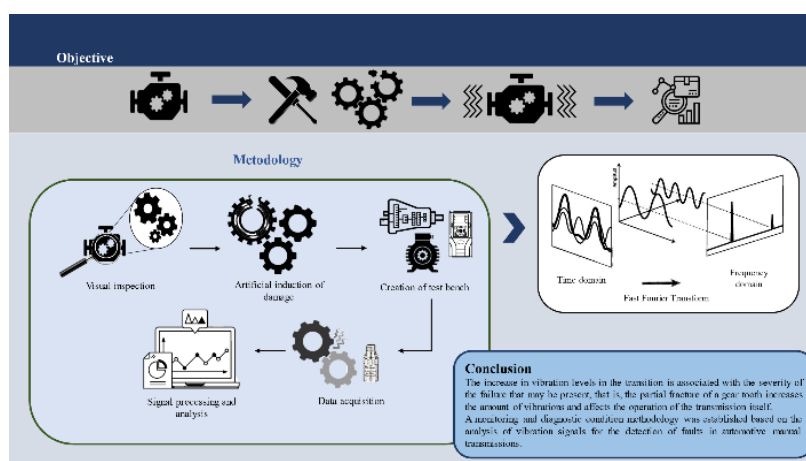 Objective
Metodology
Visual inspection
Artificial induction of
damage
Creation of test bench
Signal processing and
analysis
Data acquisition
Time domain
Frequency
domain
Fast Fourier Transform
Conclusion
The increase in vibration levels in the transition is associated with the severity of
the failure that may be present, that is, the partial fracture of a gear tooth increases
the amount of vibrations and affects the operation of the transmission itself.
A monitoring and diagnostic condition methodology was established based on the
analysis of vibration signals for the detection of faults in automotive manual
transmissions.